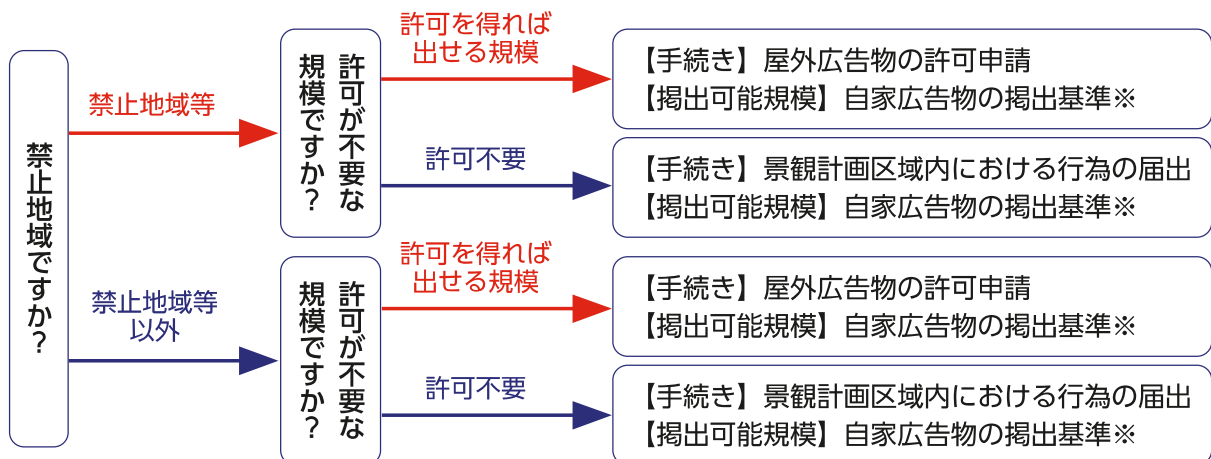 禁止地域ですか？
禁止地域等
許可が不要な
規模ですか？
許可を得れば
出せる規模
【手続き】屋外広告物の許可申請
【掲出可能規模】自家広告物の掲出基準※
許可不要
【手続き】景観計画区域内における行為の届出
【掲出可能規模】自家広告物の掲出基準※
禁止地域等
以外
許可が不要な
規模ですか？
許可を得れば
出せる規模
【手続き】屋外広告物の許可申請
【掲出可能規模】自家広告物の掲出基準※
許可不要
【手続き】景観計画区域内における行為の届出
【掲出可能規模】自家広告物の掲出基準※